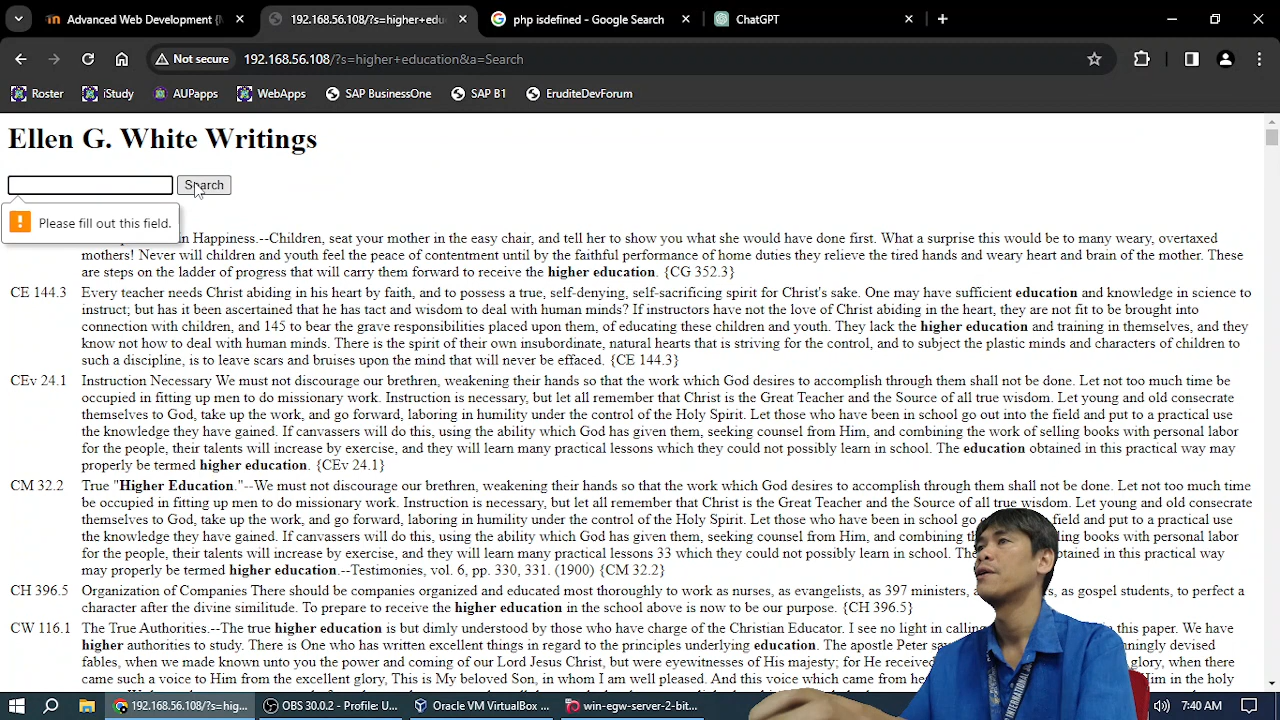 Advanced Web Development {
192.168.56.108/?s=higher+edu
php isdefined - Google Search
ChatGPT
Not secure
192.168.56.108/?s=higher+education&a=Search
Roster
iStudy
AUPapps
WebApps
SAP BusinessOne
SAP B1
EruditeDevForum
Ellen G. White Writings
Search
Please fill out this field.
in Happiness.--Children, seat your mother in the easy chair, and tell her to show you what she would have done first. What a surprise this would be to many weary, overtaxed
mothers! Never will children and youth feel the peace of contentment until by the faithful performance of home duties they relieve the tired hands and weary heart and brain of the mother. These
are steps on the ladder of progress that will carry them forward to receive the higher education. {CG 352.3}
CE 144.3 Every teacher needs Christ abiding in his heart by faith, and to possess a true, self-denying, self-sacrificing spirit for Christ's sake. One may have sufficient education and knowledge in science to
instruct; but has it been ascertained that he has tact and wisdom to deal with human minds? If instructors have not the love of Christ abiding in the heart, they are not fit to be brought into
connection with children, and 145 to bear the grave responsibilities placed upon them, of educating these children and youth. They lack the higher education and training in themselves, and they
know not how to deal with human minds. There is the spirit of their own insubordinate, natural hearts that is striving for the control, and to subject the plastic minds and characters of children to
such a discipline, is to leave scars and bruises upon the mind that will never be effaced. {CE 144.3}
CEv 24.1 Instruction Necessary We must not discourage our brethren, weakening their hands so that the work which God desires to accomplish through them shall not be done. Let not too much time be
occupied in fitting up men to do missionary work. Instruction is necessary, but let all remember that Christ is the Great Teacher and the Source of all true wisdom. Let young and old consecrate
themselves to God, take up the work, and go forward, laboring in humility under the control of the Holy Spirit. Let those who have been in school go out into the field and put to a practical use
the knowledge they have gained. If canvassers will do this, using the ability which God has given them, seeking counsel from Him, and combining the work of selling books with personal labor
for the people, their talents will increase by exercise, and they will learn many practical lessons which they could not possibly learn in school. The education obtained in this practical way may
properly be termed higher education. {CEv 24.1}
CM 32.2 True "Higher Education."--We must not discourage our brethren, weakening their hands so that the work which God desires to accomplish through them shall not be done. Let not too much time
be occupied in fitting up men to do missionary work. Instruction is necessary, but let all remember that Christ is the Great Teacher and the Source of all true wisdom. Let young and old consecrate
themselves to God, take up the work, and go forward, laboring in humility under the control of the Holy Spirit. Let those who have been in school go field and put to a practical use
the knowledge they have gained. If canvassers will do this, using the ability which God has given them, seeking counsel from Him, and combining th lling books with personal labor
for the people, their talents will increase by exercise, and they will learn many practical lessons 33 which they could not possibly learn in school. The btained in this practical way
may properly be termed higher education.--Testimonies, vol. 6, pp. 330, 331. (1900) {CM 32.2}
CH 396.5 Organization of Companies There should be companies organized and educated most thoroughly to work as nurses, as evangelists, as 397 ministers, as gospel students, to perfect a
character after the divine similitude. To prepare to receive the higher education in the school above is now to be our purpose. {CH 396.5}
CW 116.1 The True Authorities.--The true higher education is but dimly understood by those who have charge of the Christian Educator. I see no light in calling this paper. We have
higher authorities to study. There is One who has written excellent things in regard to the principles underlying education. The apostle Peter nningly devised
fables, when we made known unto you the power and coming of our Lord Jesus Christ, but were eyewitnesses of His majesty; for He received glory, when there
came such a voice to Him from the excellent glory, This is My beloved Son, in whom I am well pleased. And this voice which came from he Him in the holy
192.168.56.108/?s=hig...
OBS 30.0.2 - Profile: U...
Oracle VM VirtualBox ...
win-egw-server-2-bit...
INTERNATIONAL
7:40 AM